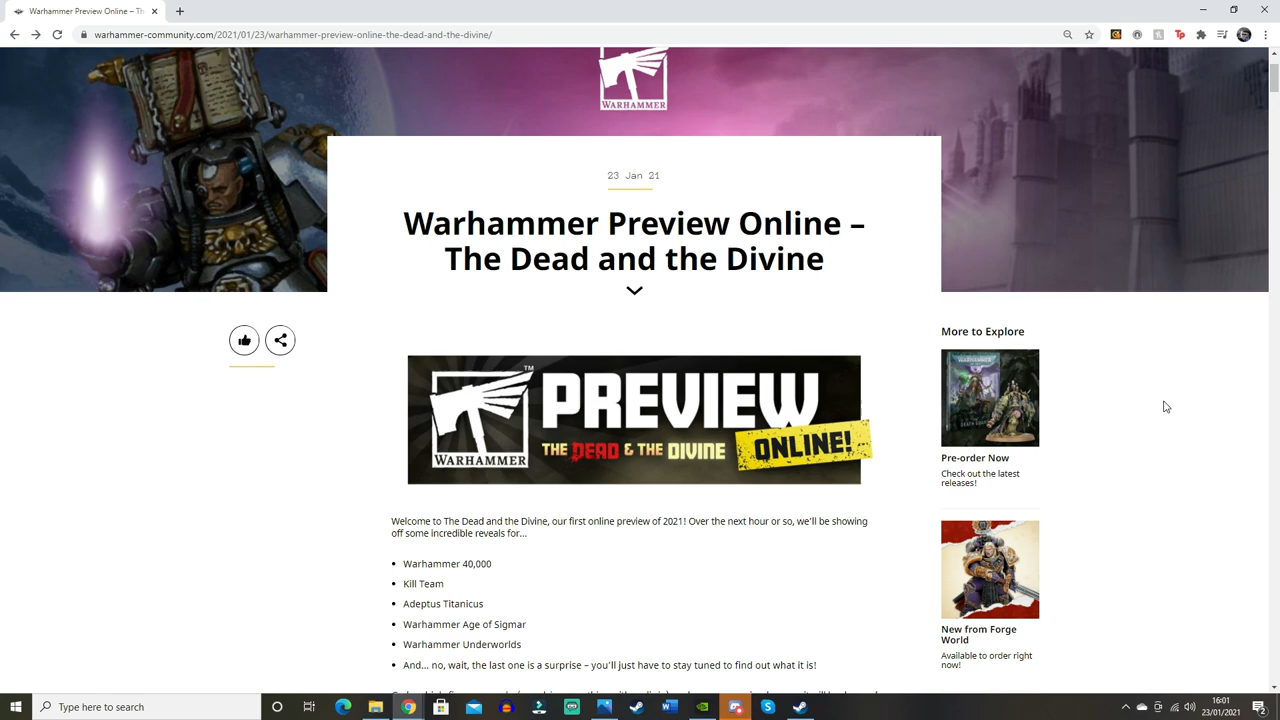 Warhammer Preview Online – Th
warhammer-community.com/2021/01/23/warhammer-preview-online-the-dead-and-the-divine/
WARHAMMER
23 Jan 21
Warhammer Preview Online –
The Dead and the Divine
WARHAMMER
TM
PREVIEW
THE DEAD & THE DIVINE
ONLINE!
Welcome to The Dead and the Divine, our first online preview of 2021! Over the next hour or so, we'll be showing
off some incredible reveals for...
• Warhammer 40,000
• Kill Team
• Adeptus Titanicus
• Warhammer Age of Sigmar
• Warhammer Underworlds
• And... no, wait, the last one is a surprise – you'll just have to stay tuned to find out what it is!
More to Explore
WARHAMMER
Pre-order Now
Check out the latest
releases!
New from Forge
World
Available to order right
now!
Type here to search
16:01
23/01/2021
2